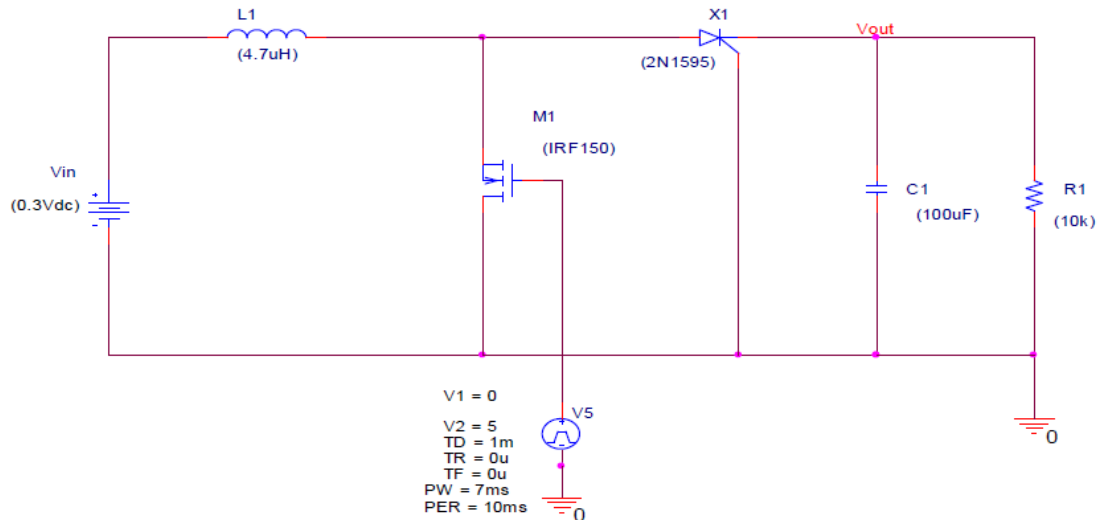 L1
(4.7uH)
X1
(2N1595)
Vout
M1
(IRF150)
Vin
(0.3Vdc)
+
-
C1
(100uF)
R1
(10k)
V1 = 0
V2 = 5
TD = 1m
TR = 0u
TF = 0u
PW = 7ms
PER = 10ms
V5
+
-
0
0